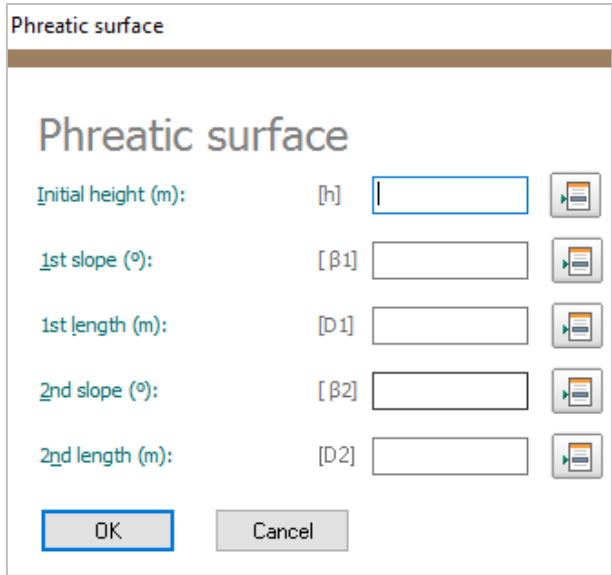 Phreatic surface
Phreatic surface
Initial height (m): [h]
1st slope (º): [ β1]
1st length (m): [D1]
2nd slope (º): [ β2]
2nd length (m): [D2]
OK Cancel